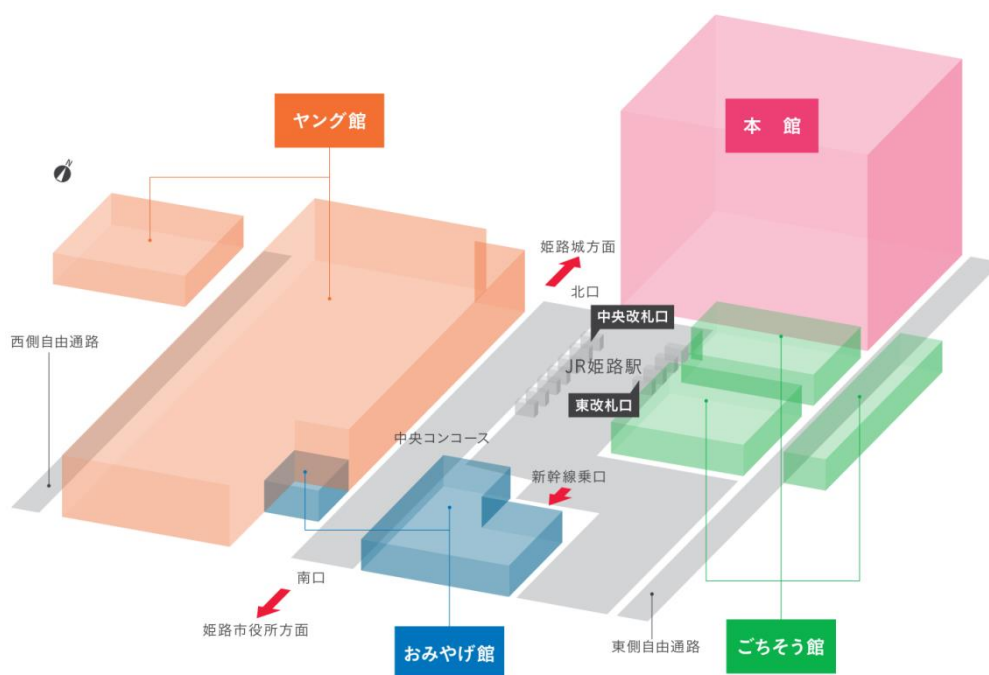 ヤング館
本 館
N
姫路城方面
北口
中央改札口
西側自由通路
JR姫路駅
東改札口
中央コンコース
新幹線乗口
南口
姫路市役所方面
おみやげ館
東側自由通路
ごちそう館